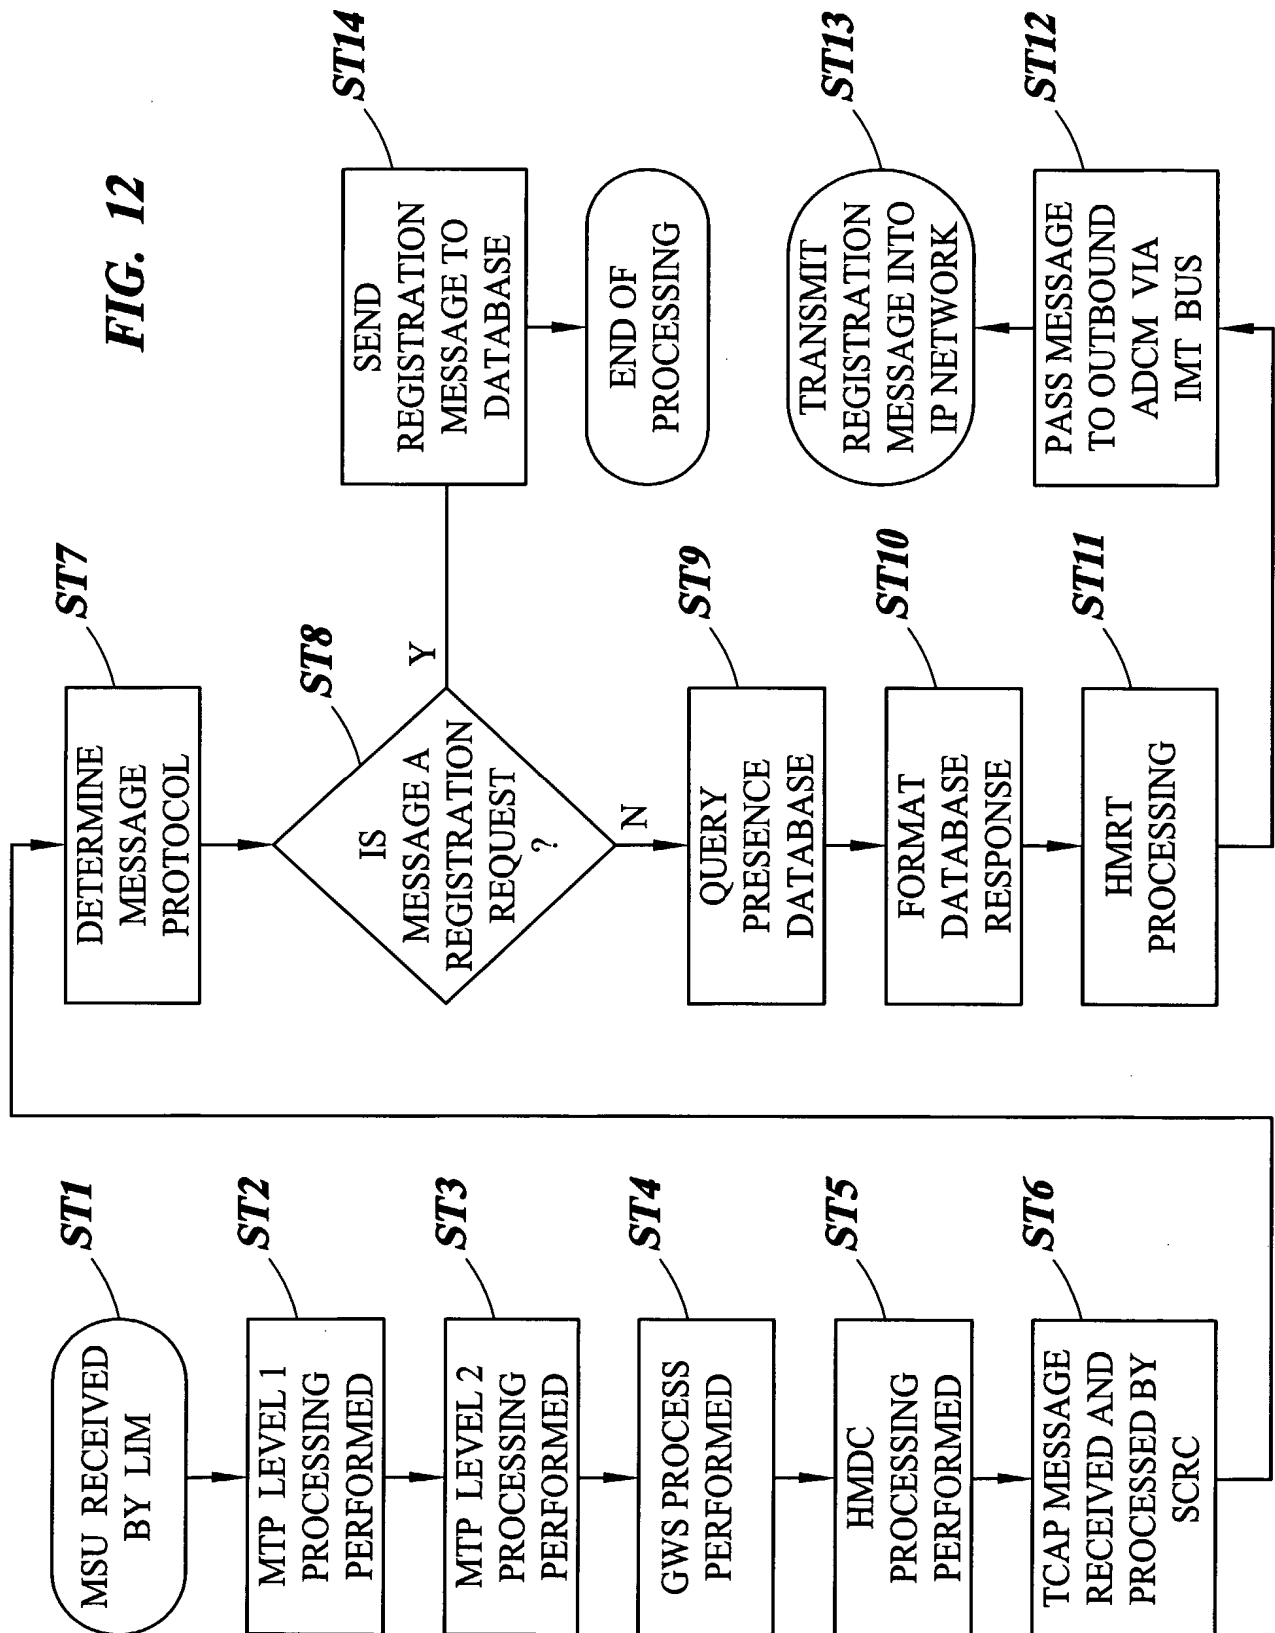 FIG. 12
ST1
MSU RECEIVED
BY LIM
ST2
MTP LEVEL 1
PROCESSING
PERFORMED
ST3
MTP LEVEL 2
PROCESSING
PERFORMED
ST4
GWS PROCESS
PERFORMED
ST5
HMDC
PROCESSING
PERFORMED
ST6
TCAP MESSAGE
RECEIVED AND
PROCESSED BY
SCRC
ST7
DETERMINE
MESSAGE
PROTOCOL
ST8
IS
MESSAGE A
REGISTRATION
REQUEST
?
Y
N
ST9
QUERY
PRESENCE
DATABASE
ST10
FORMAT
DATABASE
RESPONSE
ST11
HMRT
PROCESSING
ST12
PASS MESSAGE
TO OUTBOUND
ADCM VIA
IMT BUS
ST13
TRANSMIT
REGISTRATION
MESSAGE INTO
IP NETWORK
ST14
SEND
REGISTRATION
MESSAGE TO
DATABASE
END OF
PROCESSING